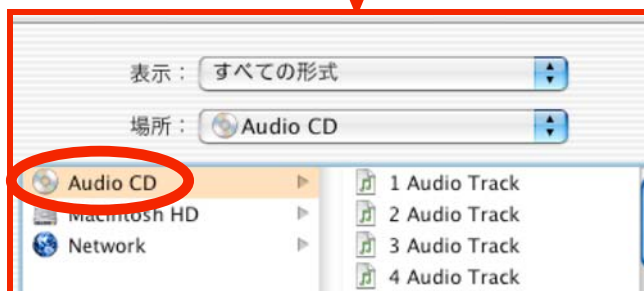 表示： すべての形式
場所： Audio CD
Audio CD
Macintosh HD
Network
1 Audio Track
2 Audio Track
3 Audio Track
4 Audio Track